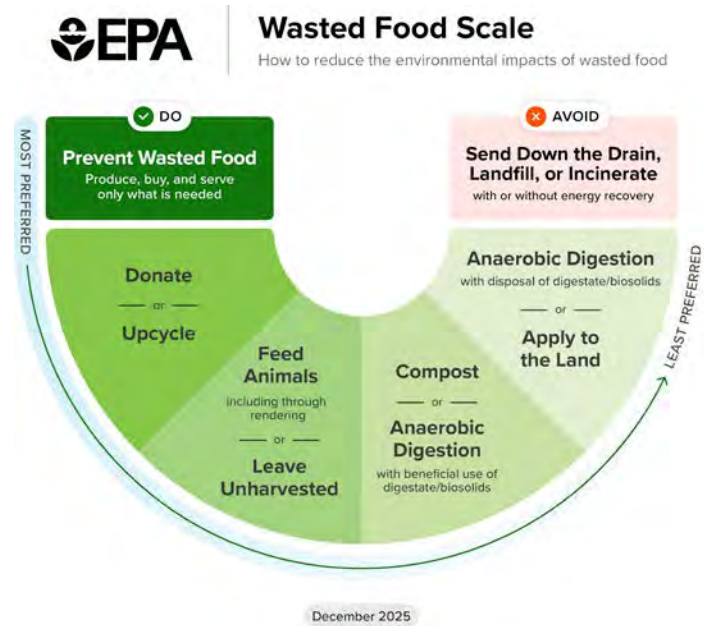 EPA
Wasted Food Scale
How to reduce the environmental impacts of wasted food
MOST PREFERRED
DO
Prevent Wasted Food
Produce, buy, and serve
only what is needed
Donate
or
Upcycle
Feed
Animals
including through
rendering
or
Leave
Unharvested
Compost
or
Anaerobic
Digestion
with beneficial use of
digestate/biosolids
Anaerobic Digestion
with disposal of digestate/biosolids
or
Apply to
the Land
AVOID
Send Down the Drain,
Landfill, or Incinerate
with or without energy recovery
LEAST PREFERRED
December 2025